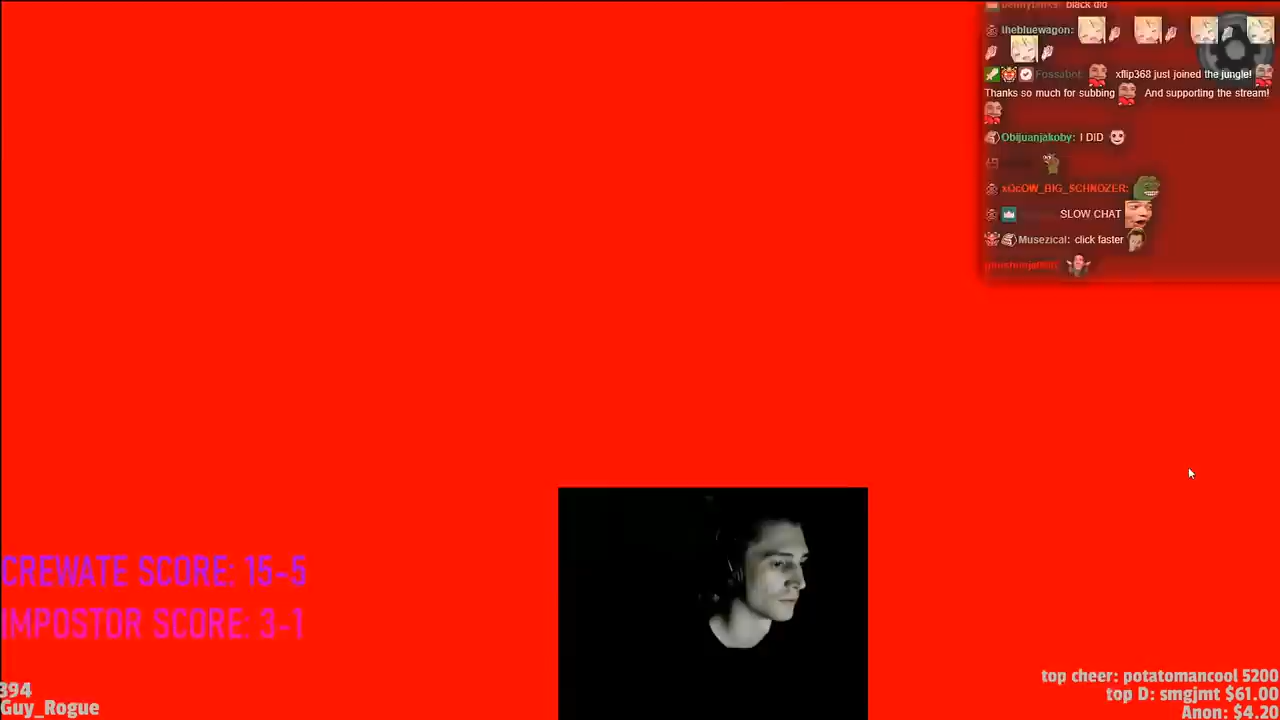 black dio
thebluewagon:
Fossabot: xflip368 just joined the jungle!
Thanks so much for subbing And supporting the stream!
Obijuanjakoby: I DID
SLOW CHAT
Musezical: click faster
CREWATE SCORE: 15-5
IMPOSTOR SCORE: 3-1
394
Guy_Rogue
top cheer: potatomancool 5200
top D: smgjmt $61.00
Anon: $4.20